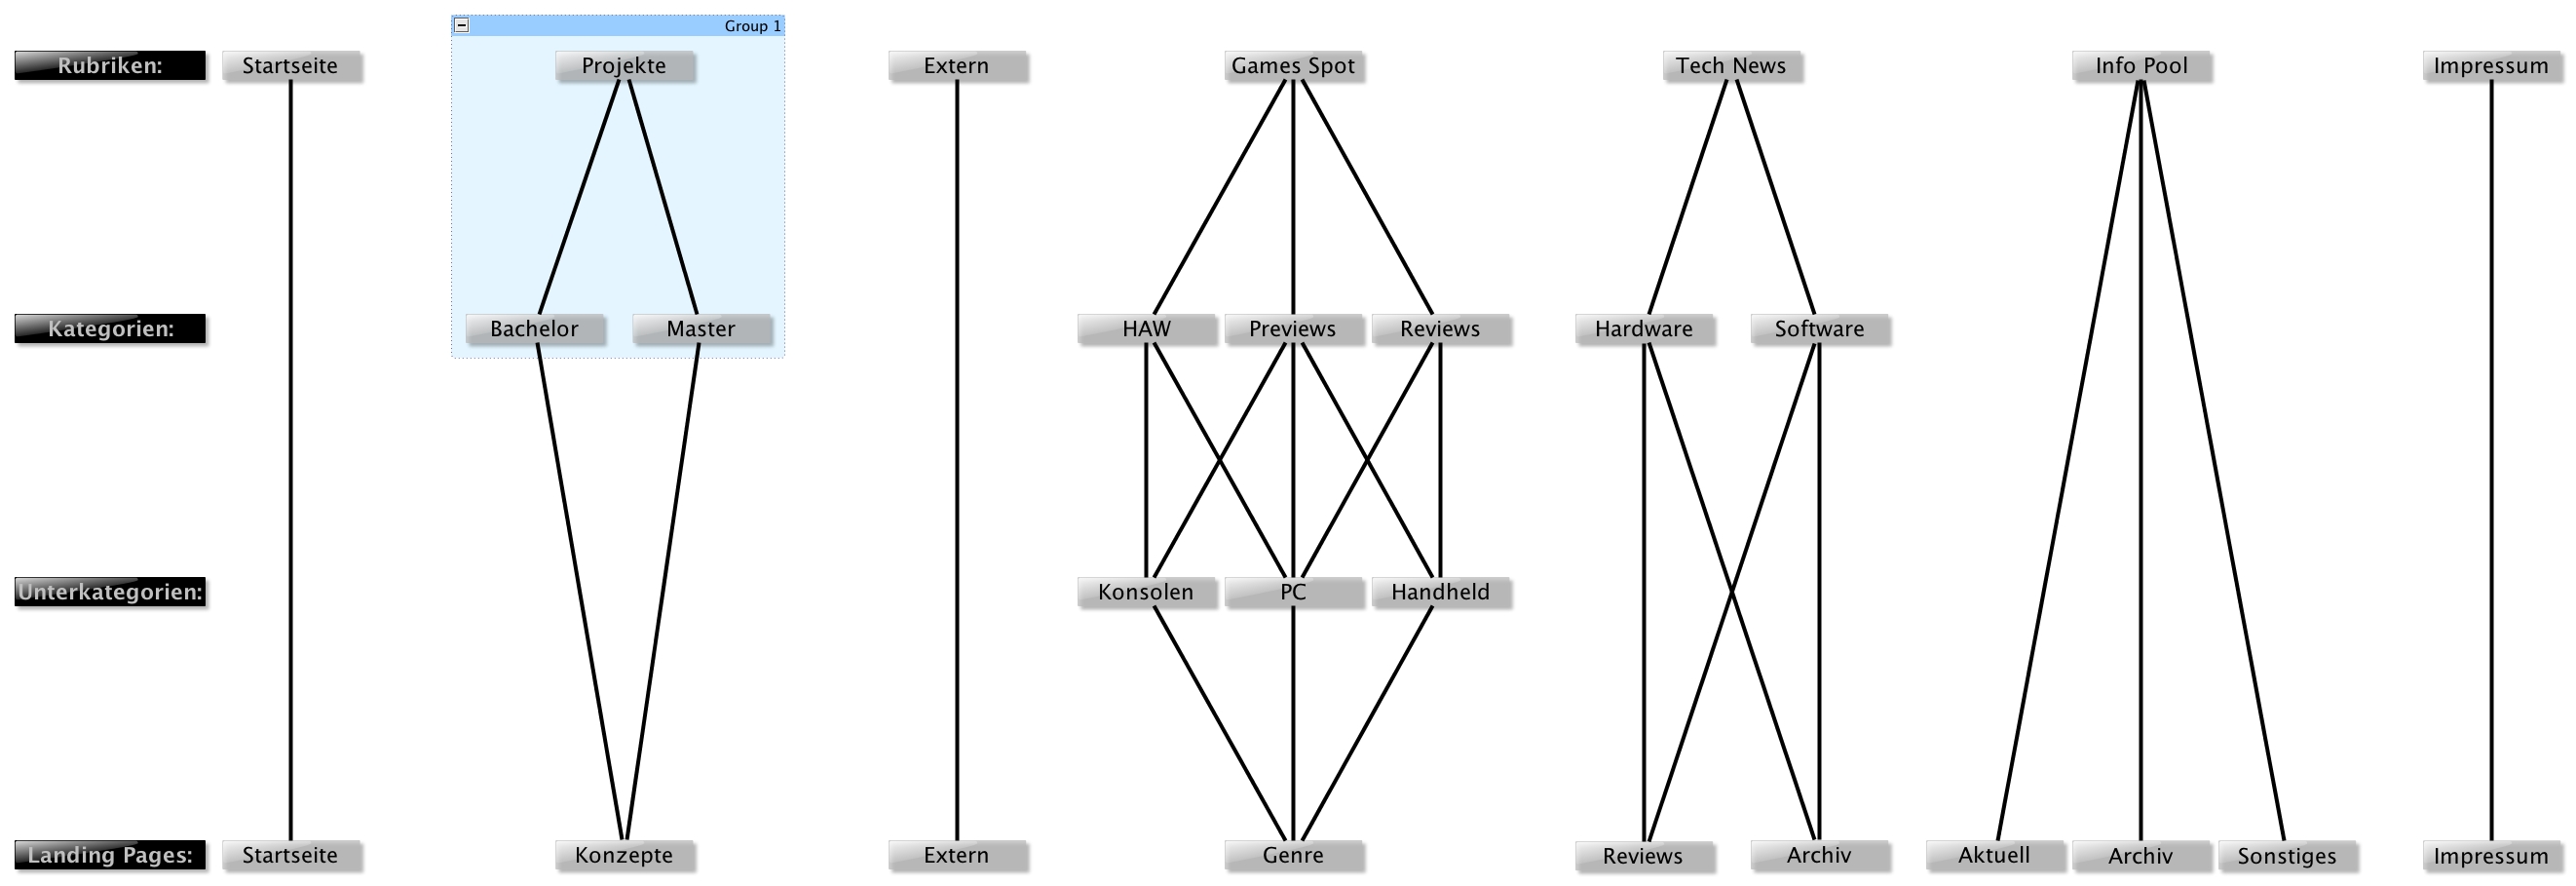 Group 1
Rubriken: Startseite Projekte Extern Games Spot Tech News Info Pool Impressum
Kategorien: Bachelor Master HAW Previews Reviews Hardware Software
Unterkategorien: Konsolen PC Handheld
Landing Pages: Startseite Konzepte Extern Genre Reviews Archiv Aktuell Archiv Sonstiges Impressum